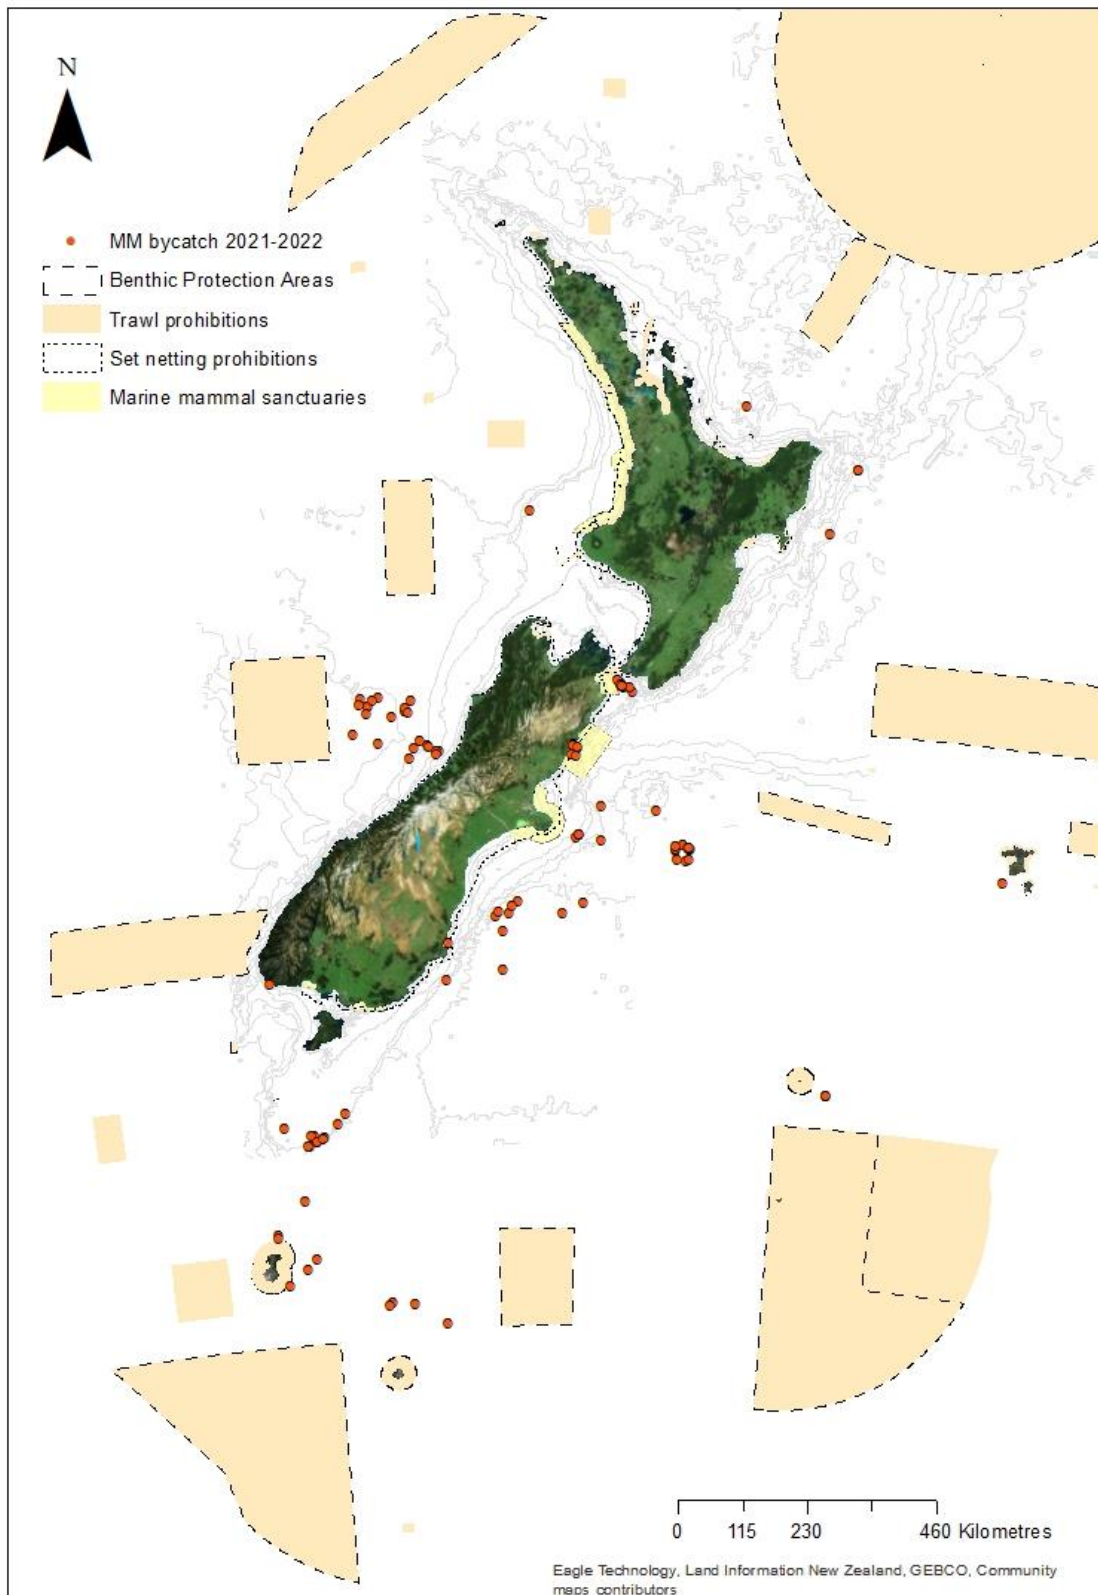 N
MM bycatch 2021-2022
Benthic Protection Areas
Trawl prohibitions
Set netting prohibitions
Marine mammal sanctuaries
0 115 230 460 Kilometres
Eagle Technology, Land Information New Zealand, GEBCO, Community
maps contributors